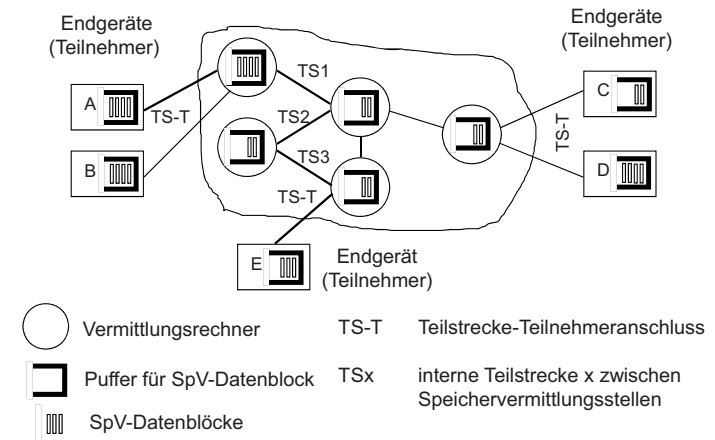 Endgeräte
(Teilnehmer)
Endgeräte
(Teilnehmer)
A
TS-T
TS1
B
TS2
TS3
TS-T
C
TS-T
D
E
Endgerät
(Teilnehmer)
Vermittlungsrechner
TS-T Teilstrecke-Teilnehmeranschluss
Puffer für SpV-Datenblock
TSx interne Teilstrecke x zwischen
Speichervermittlungsstellen
SpV-Datenblöcke